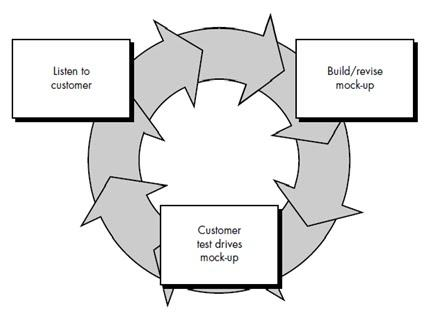 Listen to
customer
Build/revise
mock-up
Customer
test drives
mock-up